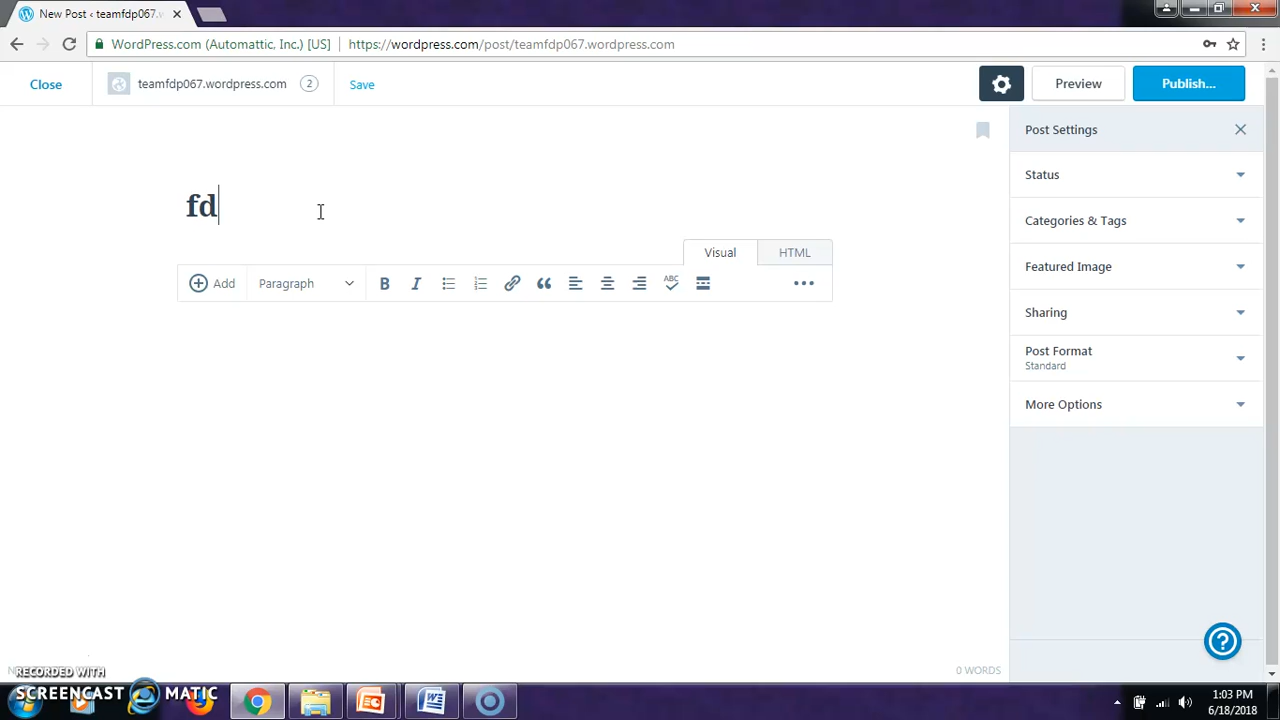 New Post ‹ teamfdp067.w
WordPress.com (Automattic, Inc.) [US] https://wordpress.com/post/teamfdp067.wordpress.com
Close teamfdp067.wordpress.com 2 Save Preview Publish...
Post Settings
Status
fd
Categories & Tags
Visual HTML
Featured Image
Add Paragraph B I ABC
Sharing
Post Format
Standard
More Options
0 WORDS
RECORDED WITH
SCREENCAST MATIC
1:03 PM
6/18/2018